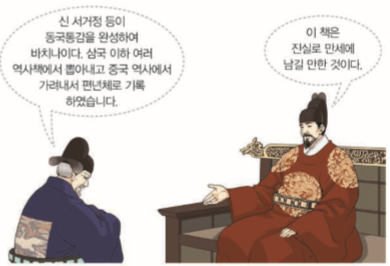 신 서거정 등이
동국통감을 완성하여
바치나이다. 삼국 이하 여러
역사책에서 뽑아내고 중국 역사에서
가려내서 편년체로 기록
하였습니다.
이 책은
진실로 만세에
남길 만한 것이다.